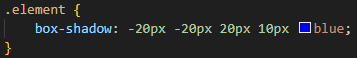 .element {
    box-shadow: -20px -20px 20px 10px blue;
}